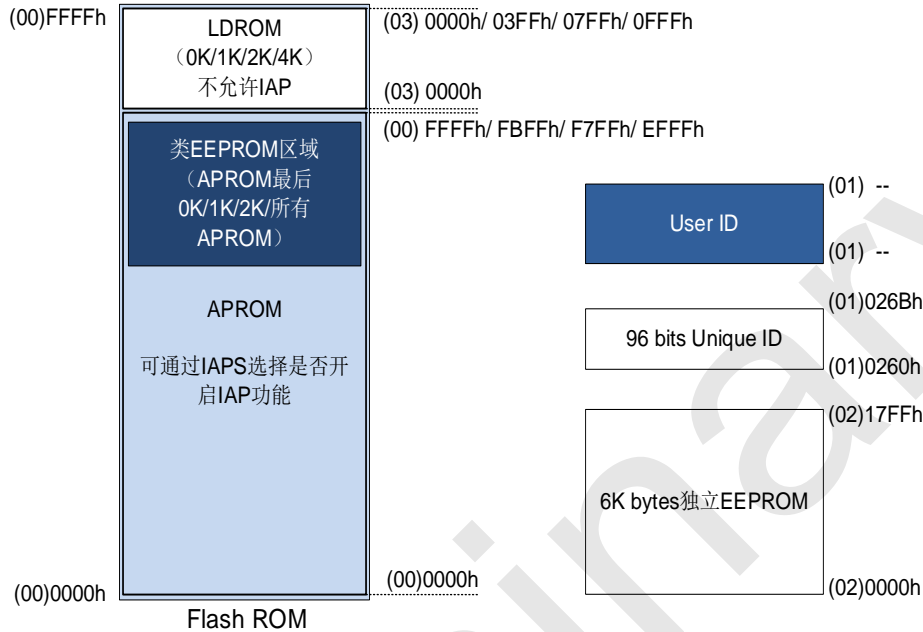 (00)FFFFh
LDROM
（0K/1K/2K/4K）
不允许IAP
(03) 0000h/ 03FFh/ 07FFh/ 0FFFh
(03) 0000h
(00) FFFFh/ FBFFh/ F7FFh/ EFFFh
类EEPROM区域
（APROM最后
0K/1K/2K/所有
APROM）
APROM
可通过IAPS选择是否开
启IAP功能
(00)0000h
(00)0000h
Flash ROM
(01) --
User ID
(01) --
(01)026Bh
96 bits Unique ID
(01)0260h
(02)17FFh
6K bytes独立EEPROM
(02)0000h